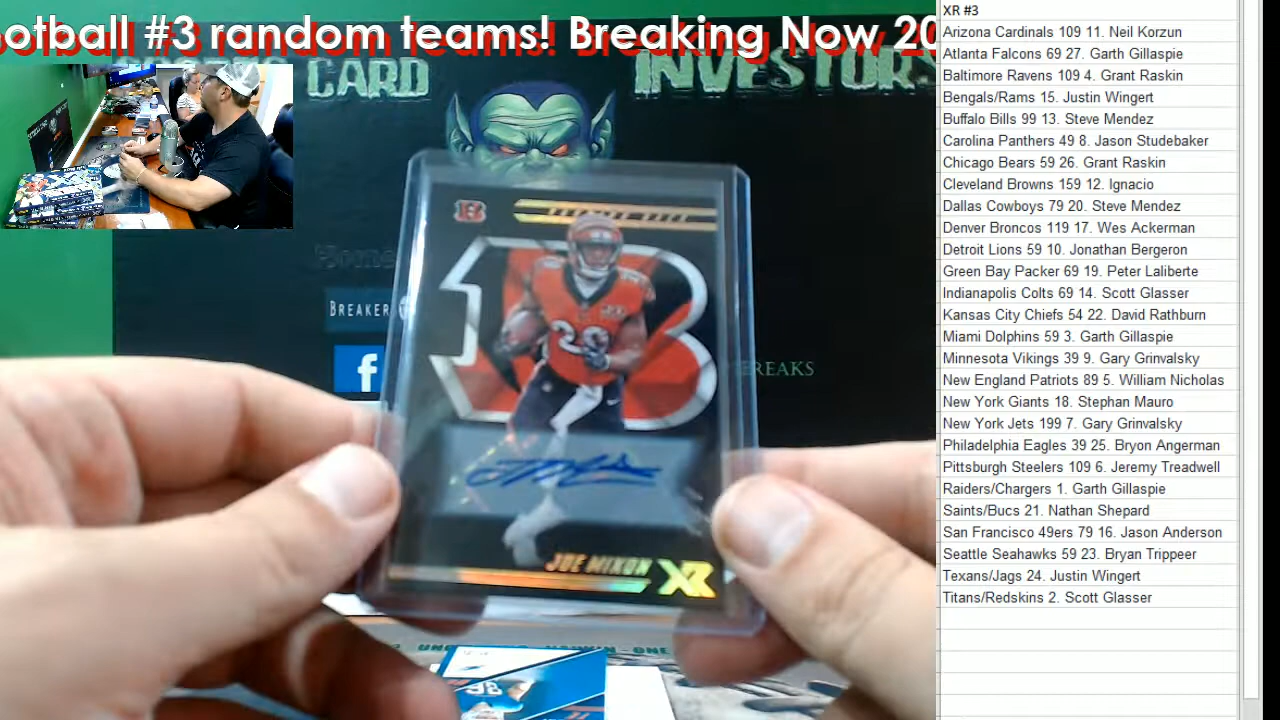 ootball #3 random teams! Breaking Now 20
CARD INVESTORS
BREAKER
f
REAKS
B
28
JOE MIXON
XR
XR #3
Arizona Cardinals 109 11. Neil Korzun
Atlanta Falcons 69 27. Garth Gillaspie
Baltimore Ravens 109 4. Grant Raskin
Bengals/Rams 15. Justin Wingert
Buffalo Bills 99 13. Steve Mendez
Carolina Panthers 49 8. Jason Studebaker
Chicago Bears 59 26. Grant Raskin
Cleveland Browns 159 12. Ignacio
Dallas Cowboys 79 20. Steve Mendez
Denver Broncos 119 17. Wes Ackerman
Detroit Lions 59 10. Jonathan Bergeron
Green Bay Packer 69 19. Peter Laliberte
Indianapolis Colts 69 14. Scott Glasser
Kansas City Chiefs 54 22. David Rathburn
Miami Dolphins 59 3. Garth Gillaspie
Minnesota Vikings 39 9. Gary Grinvalsky
New England Patriots 89 5. William Nicholas
New York Giants 18. Stephan Mauro
New York Jets 199 7. Gary Grinvalsky
Philadelphia Eagles 39 25. Bryon Angerman
Pittsburgh Steelers 109 6. Jeremy Treadwell
Raiders/Chargers 1. Garth Gillaspie
Saints/Bucs 21. Nathan Shepard
San Francisco 49ers 79 16. Jason Anderson
Seattle Seahawks 59 23. Bryan Trippeer
Texans/Jags 24. Justin Wingert
Titans/Redskins 2. Scott Glasser